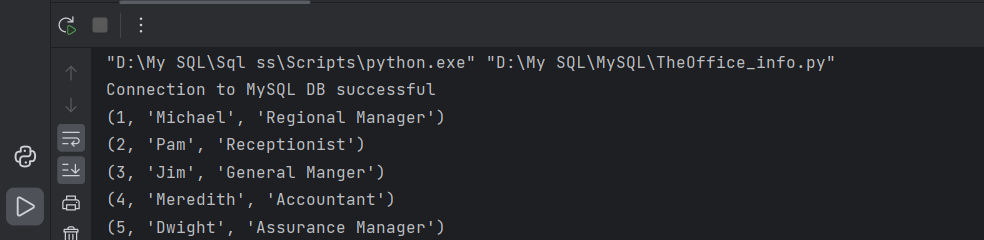 "D:\My SQL\Sql ss\Scripts\python.exe" "D:\My SQL\MySQL\TheOffice_info.py"
Connection to MySQL DB successful
(1, 'Michael', 'Regional Manager')
(2, 'Pam', 'Receptionist')
(3, 'Jim', 'General Manger')
(4, 'Meredith', 'Accountant')
(5, 'Dwight', 'Assurance Manager')